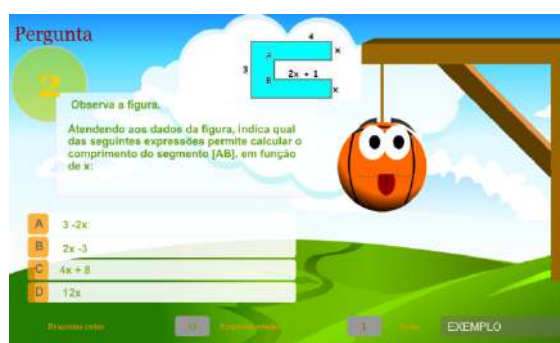 Pergunta
2
4
A
x
3
B
2x + 1
x
Observa a figura.
Atendendo aos dados da figura, indica qual
das seguintes expressões permite calcular o
comprimento do segmento [AB], em função
de x:
A 3 -2x:
B 2x -3
C 4x + 8
D 12x
1
EXEMPLO